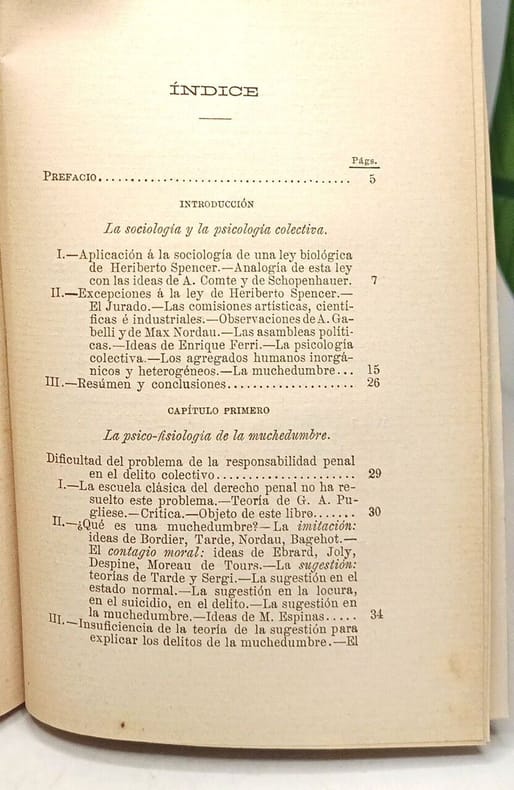 ÍNDICE
Págs.
PREFACIO....................................... 5
INTRODUCCIÓN
La sociología y la psicología colectiva.
I.—Aplicación á la sociología de una ley biológica
de Heriberto Spencer.—Analogía de esta ley
con las ideas de A. Comte y de Schopenhauer. 7
II.—Excepciones á la ley de Heriberto Spencer.—
El Jurado.—Las comisiones artísticas, cientí-
ficas é industriales.—Observaciones de A. Ga-
belli y de Max Nordau.—Las asambleas políti-
cas.—Ideas de Enrique Ferri.—La psicología
colectiva.—Los agregados humanos inorgá-
nicos y heterogéneos.—La muchedumbre... 15
III.—Resúmen y conclusiones.................... 26
CAPÍTULO PRIMERO
La psico-fisiología de la muchedumbre.
Dificultad del problema de la responsabilidad penal
en el delito colectivo...................... 29
I.—La escuela clásica del derecho penal no ha re-
suelto este problema.—Teoría de G. A. Pu-
gliese.—Crítica.—Objeto de este libro....... 30
II.—¿Qué es una muchedumbre?—La imitación:
ideas de Bordier, Tarde, Nordau, Bagehot.—
El contagio moral: ideas de Ebrard, Joly,
Despine, Moreau de Tours.—La sugestión:
teorías de Tarde y Sergi.—La sugestión en el
estado normal.—La sugestión en la locura,
en el suicidio, en el delito.—La sugestión en
la muchedumbre.—Ideas de M. Espinas..... 34
III.—Insuficiencia de la teoría de la sugestión para
explicar los delitos de la muchedumbre.—El